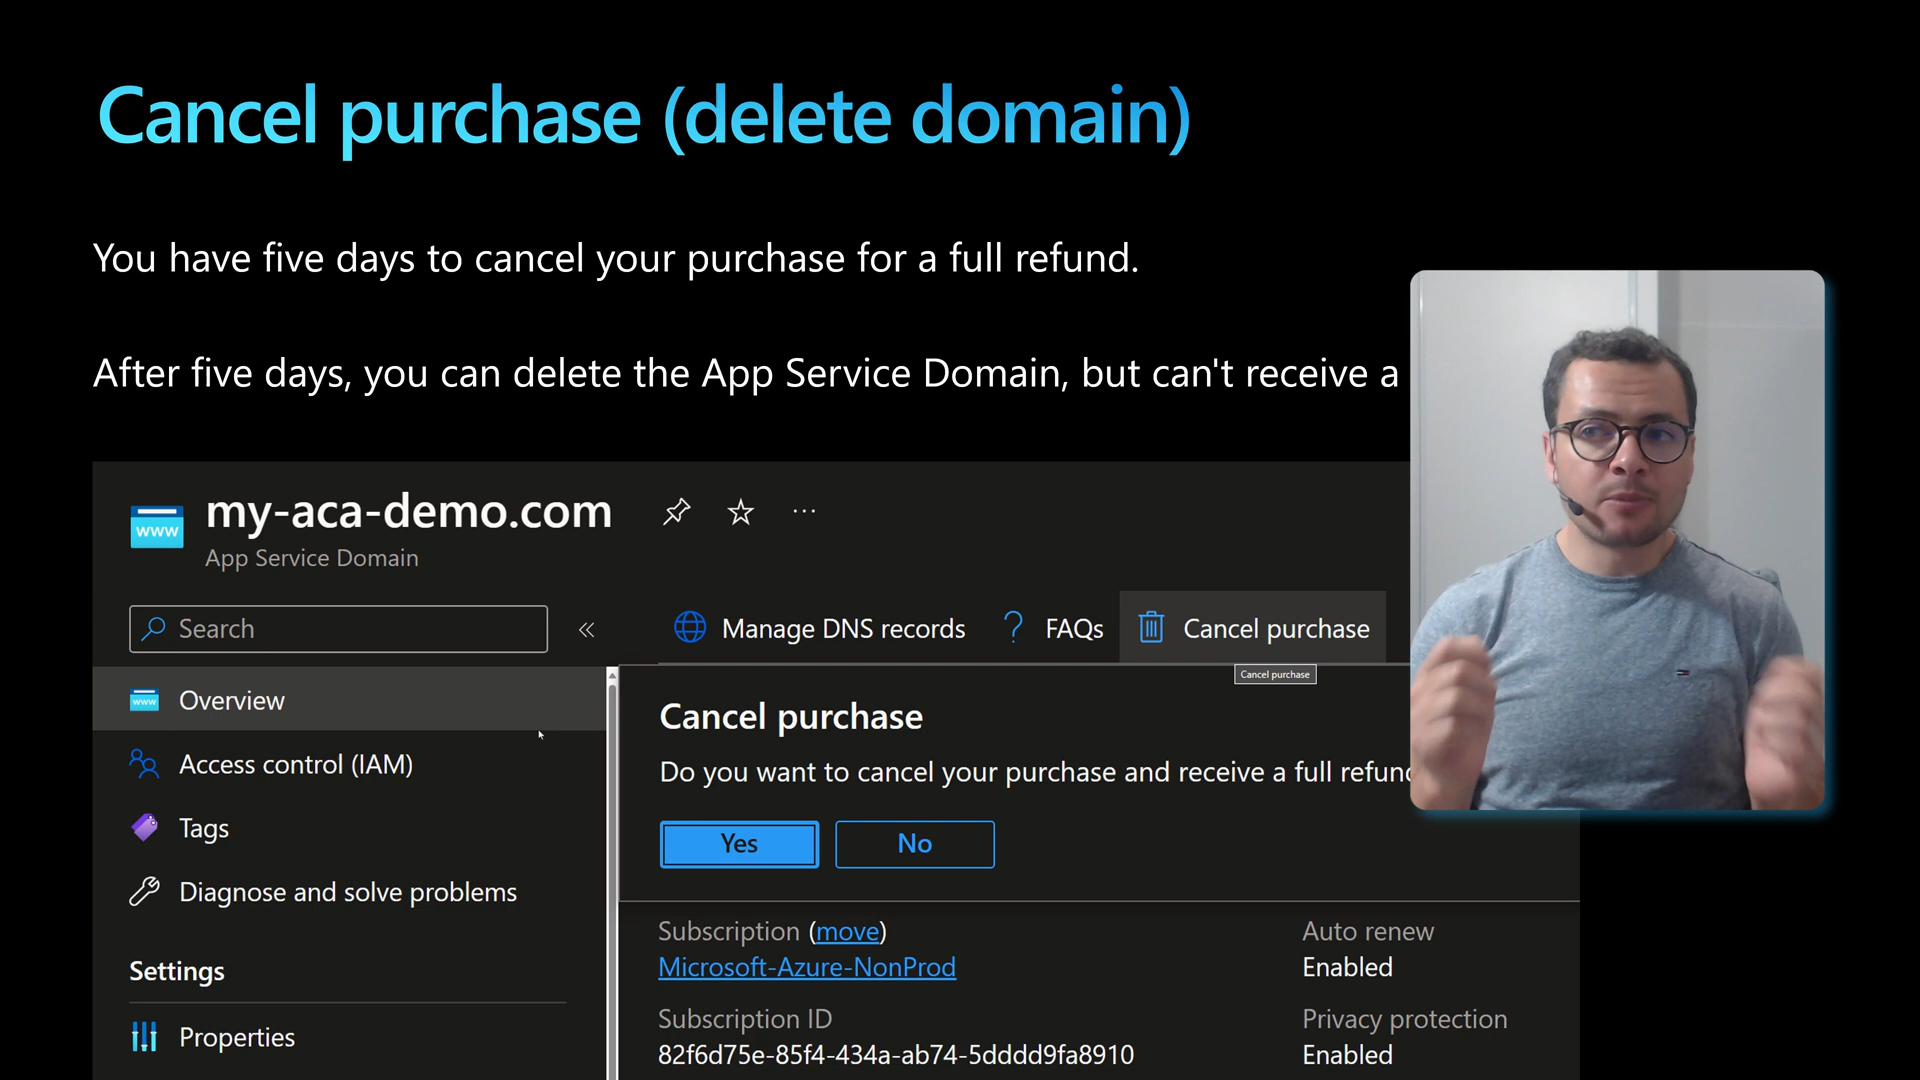 Cancel purchase (delete domain)
You have five days to cancel your purchase for a full refund.
After five days, you can delete the App Service Domain, but can't receive a
www
my-aca-demo.com
App Service Domain
Search
Manage DNS records
FAQs
Cancel purchase
Cancel purchase
www
Overview
Access control (IAM)
Tags
Diagnose and solve problems
Settings
Properties
Cancel purchase
Do you want to cancel your purchase and receive a full
Yes
No
Subscription (move)
Microsoft-Azure-NonProd
Auto renew
Enabled
Subscription ID
82f6d75e-85f4-434a-ab74-5dddd9fa8910
Privacy protection
Enabled